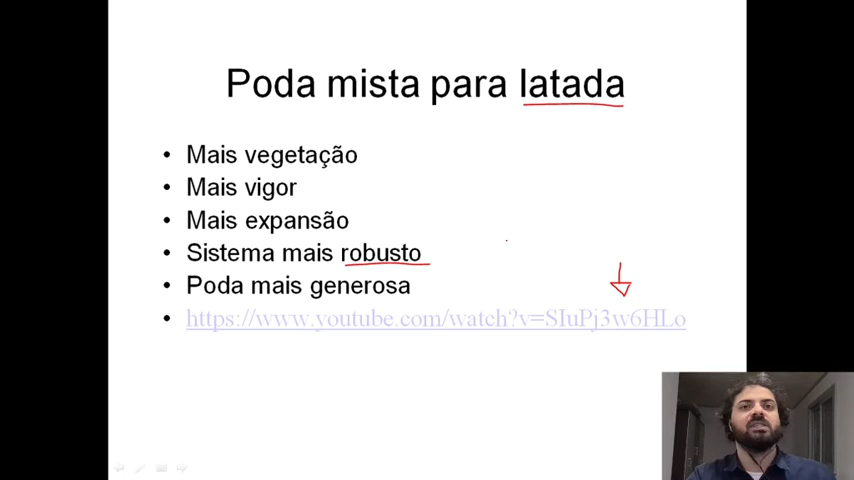 Poda mista para latada
• Mais vegetação
• Mais vigor
• Mais expansão
• Sistema mais robusto
• Poda mais generosa
• https://www.youtube.com/watch?v=SIuPj3w6HLo